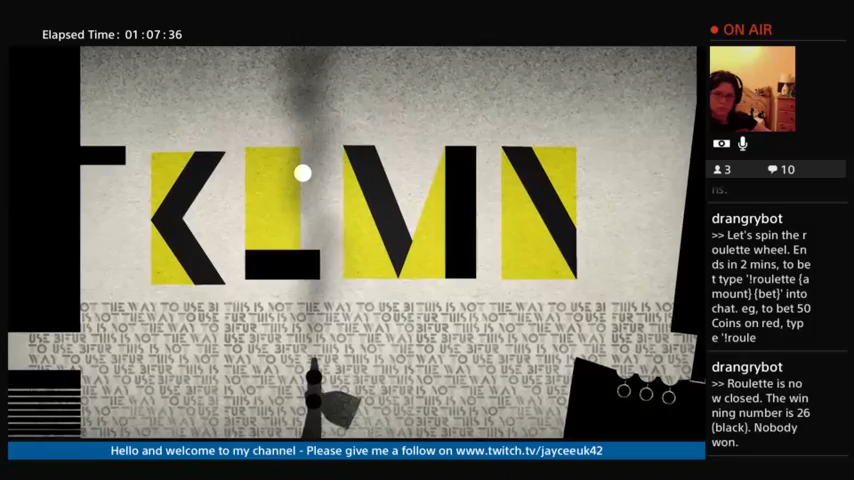 Elapsed Time: 01:07:36
ON AIR
KLMN
3
10
ns.
drangrybot
>> Let's spin the r
oulette wheel. En
ds in 2 mins, to be
t type '!roulette {a
mount} {bet}' into
chat. eg, to bet 50
Coins on red, typ
e '!roule
drangrybot
>> Roulette is no
w closed. The win
ning number is 26
(black). Nobody
won.
THIS IS NOT THE WAY TO USE BIFUR
Hello and welcome to my channel - Please give me a follow on www.twitch.tv/jayceeuk42